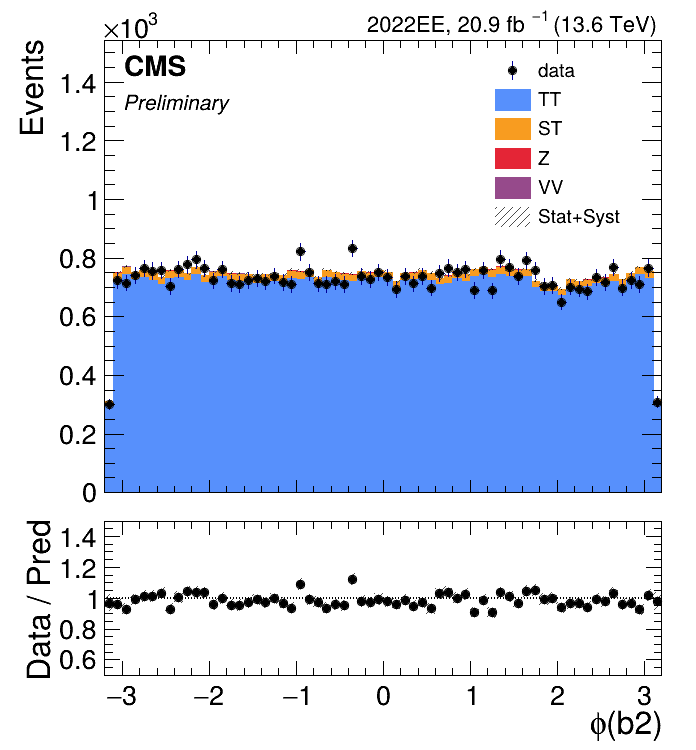 ×10³
2022EE, 20.9 fb⁻¹ (13.6 TeV)
Events
CMS
Preliminary
data
TT
ST
Z
VV
Stat+Syst
1.4
1.2
1
0.8
0.6
0.4
0.2
0
Data / Pred
1.4
1.2
1
0.8
0.6
−3 −2 −1 0 1 2 3
ϕ(b2)